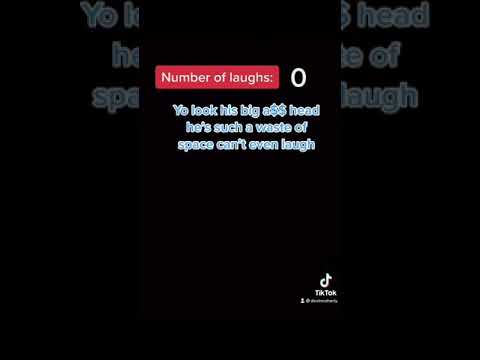 Number of laughs: 0
Yo look his big a$$ head
he's such a waste of
space can't even laugh
TikTok